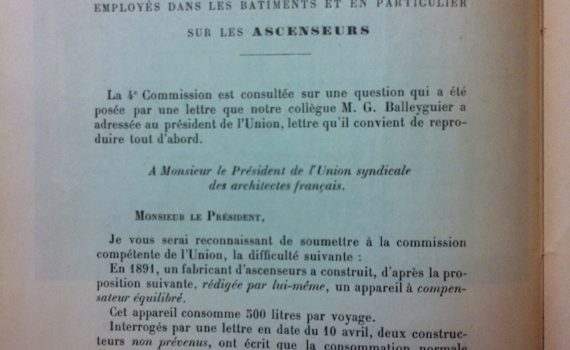 EMPLOYÉS DANS LES BATIMENTS ET EN PARTICULIER
SUR LES ASCENSEURS
La 4e Commission est consultée sur une question qui a été
posée par une lettre que notre collègue M. G. Balleyguier a
adressée au président de l'Union, lettre qu'il convient de repro-
duire tout d'abord.
A Monsieur le Président de l'Union syndicale
des architectes français.
MONSIEUR LE PRÉSIDENT,
Je vous serai reconnaissant de soumettre à la commission
compétente de l'Union, la difficulté suivante :
En 1891, un fabricant d'ascenseurs a construit, d'après la pro-
position suivante, rédigée par lui-même, un appareil à compen-
sateur équilibré.
Cet appareil consomme 500 litres par voyage.
Interrogés par une lettre en date du 10 avril, deux construc-
teurs non prévenus, ont écrit que la consommation normale